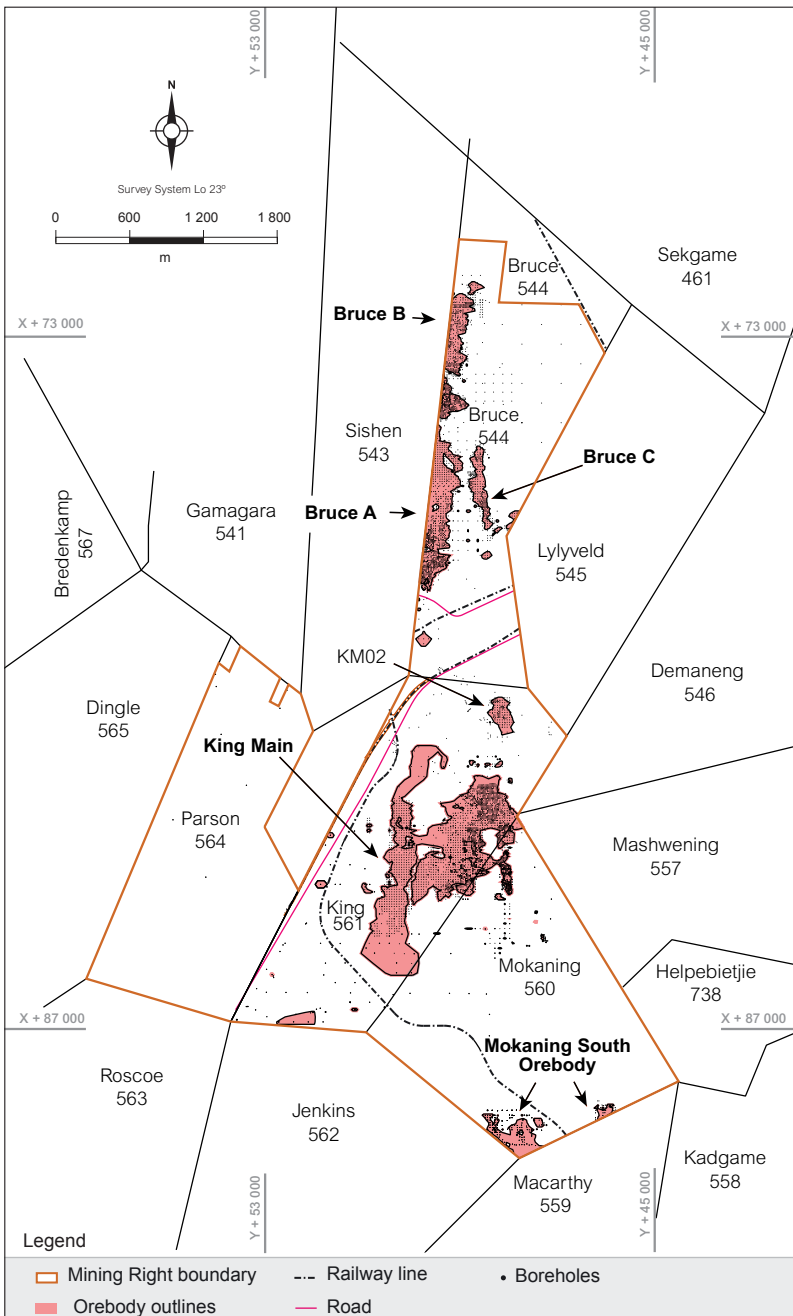 Y + 53 000
Y + 45 000
N
Survey System Lo 23º
0 600 1 200 1 800
m
Bruce
544
Sekgame
461
Bruce B
X + 73 000
X + 73 000
Sishen
543
Bruce
544
Bruce C
Bredenkamp
567
Gamagara
541
Bruce A
Lylyveld
545
KM02
Demaneng
546
Dingle
565
King Main
Parson
564
Mashwening
557
King
561
Mokaning
560
Helpebietjie
738
X + 87 000
X + 87 000
Mokaning South
Orebody
Roscoe
563
Jenkins
562
Kadgame
558
Macarthy
559
Y + 53 000
Y + 45 000
Legend
Mining Right boundary
Railway line
Boreholes
Orebody outlines
Road